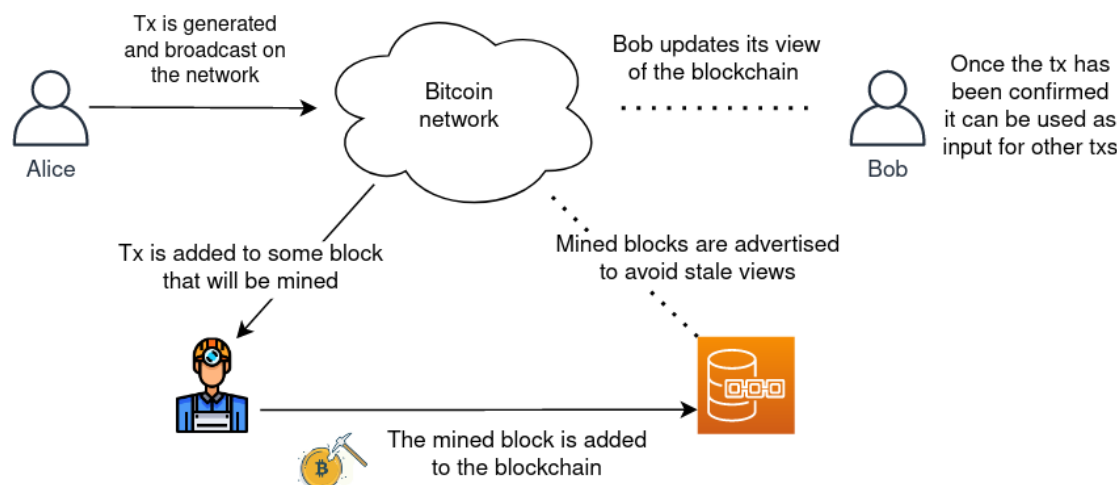 Tx is generated
and broadcast on
the network
Alice
Bitcoin
network
Bob updates its view
of the blockchain
Bob
Once the tx has
been confirmed
it can be used as
input for other txs
Tx is added to some block
that will be mined
Mined blocks are advertised
to avoid stale views
The mined block is added
to the blockchain